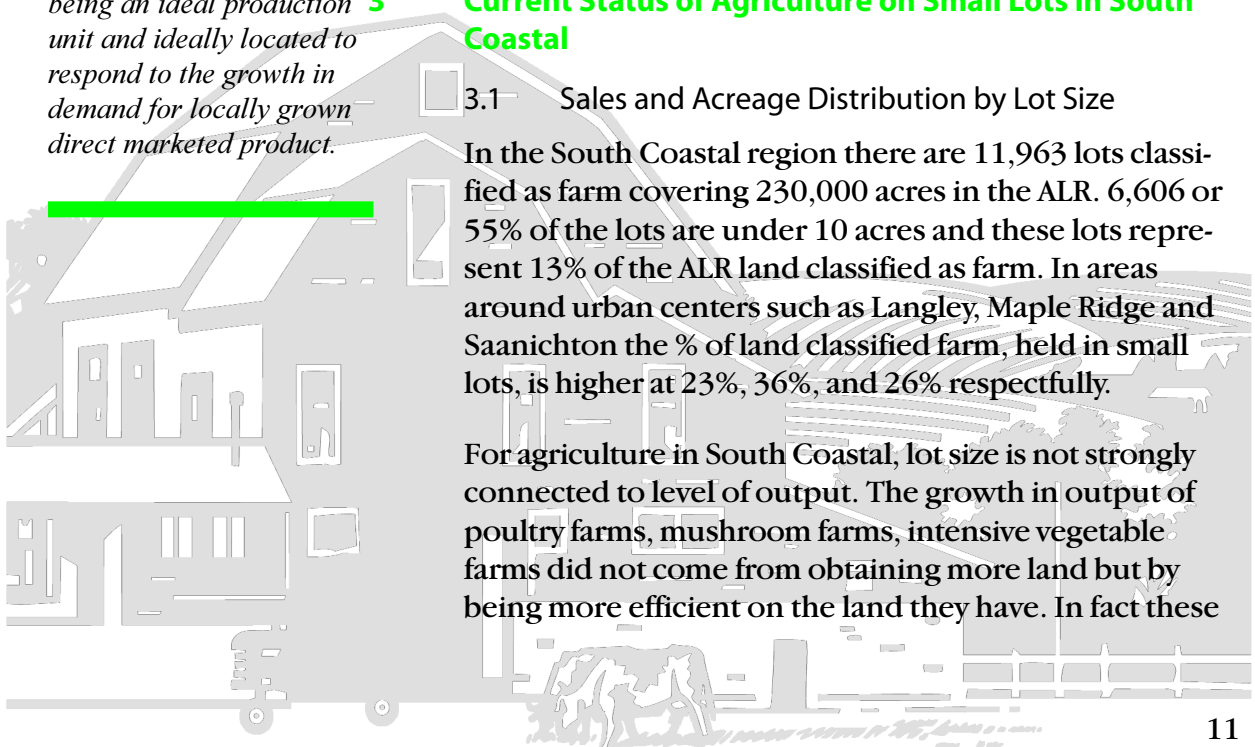 being an ideal production
unit and ideally located to
respond to the growth in
demand for locally grown
direct marketed product.
3 Current Status of Agriculture on Small Lots in South
Coastal
3.1 Sales and Acreage Distribution by Lot Size
In the South Coastal region there are 11,963 lots classi-
fied as farm covering 230,000 acres in the ALR. 6,606 or
55% of the lots are under 10 acres and these lots repre-
sent 13% of the ALR land classified as farm. In areas
around urban centers such as Langley, Maple Ridge and
Saanichton the % of land classified farm, held in small
lots, is higher at 23%, 36%, and 26% respectfully.
For agriculture in South Coastal, lot size is not strongly
connected to level of output. The growth in output of
poultry farms, mushroom farms, intensive vegetable
farms did not come from obtaining more land but by
being more efficient on the land they have. In fact these
11